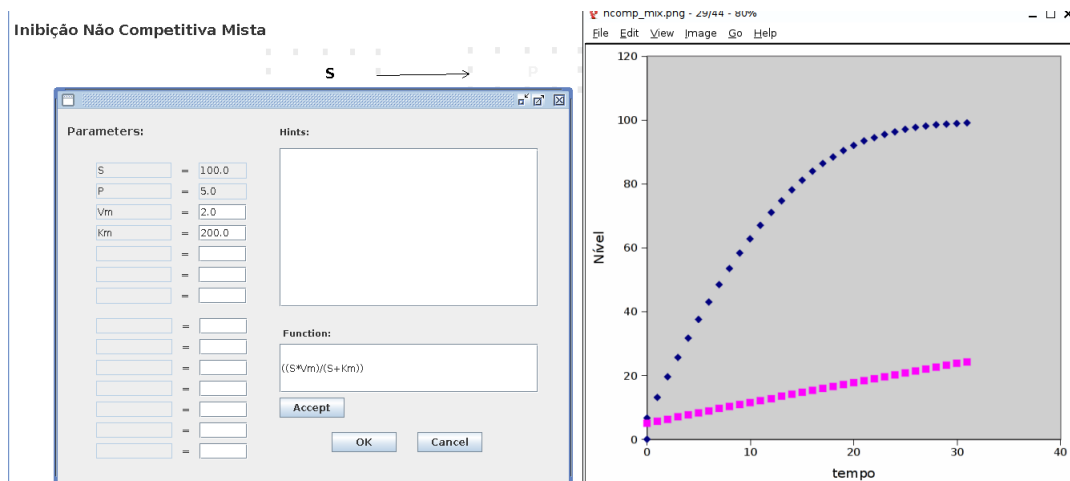 Inibição Não Competitiva Mista
S
P
Parameters:
S = 100.0
P = 5.0
Vm = 2.0
Km = 200.0
=
=
=
=
=
=
=
=
=
=
Hints:
Function:
((S*Vm)/(S+Km))
Accept
OK Cancel
ncomp_mix.png - 29/44 - 80%
File Edit View Image Go Help
120
100
80
60
40
20
0
0 10 20 30 40
Nível
tempo